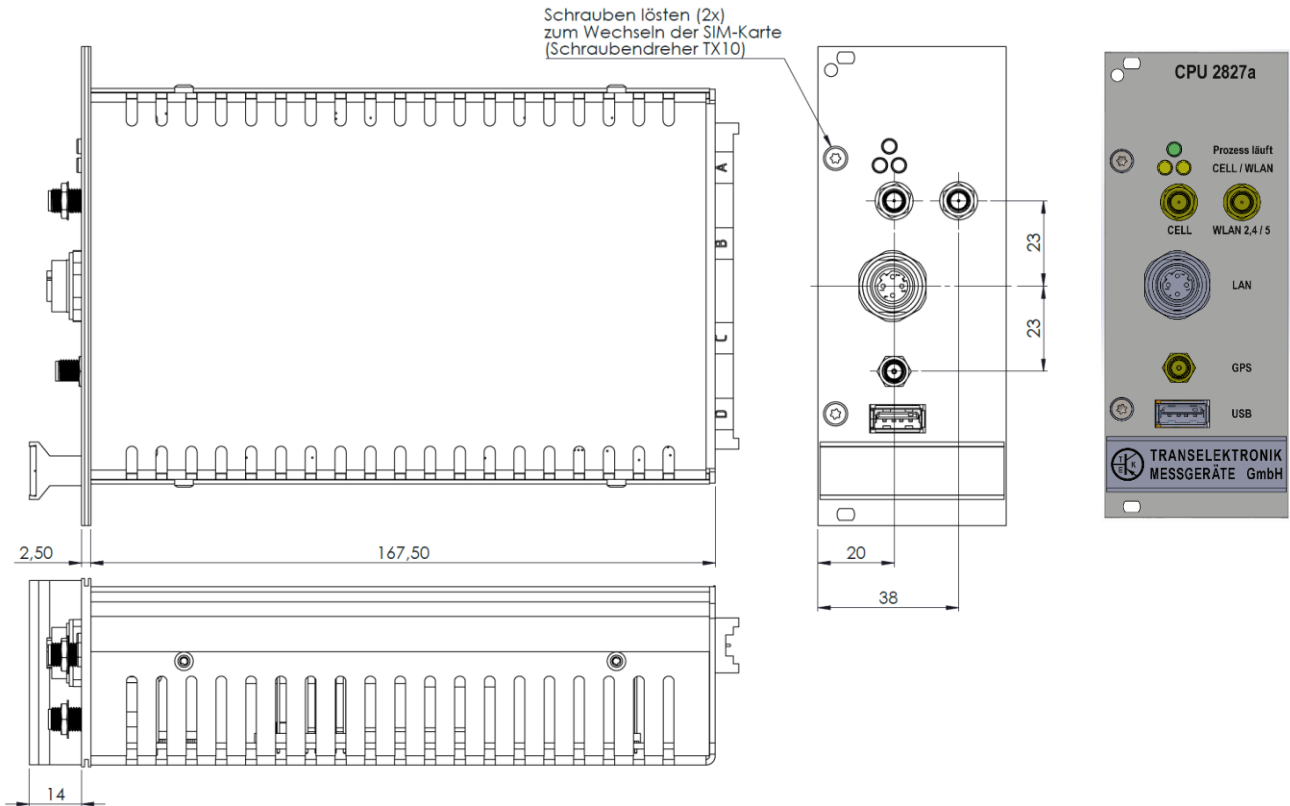 Schrauben lösten (2x)
zum Wechseln der SIM-Karte
(Schraubendreher TX10)
CPU 2827a
Prozess läuft
CELL / WLAN
CELL
WLAN 2,4 / 5
LAN
GPS
USB
TEK
TRANSELEKTRONIK
MESSGERÄTE GmbH
A
B
C
D
23
23
2,50
167,50
20
38
14